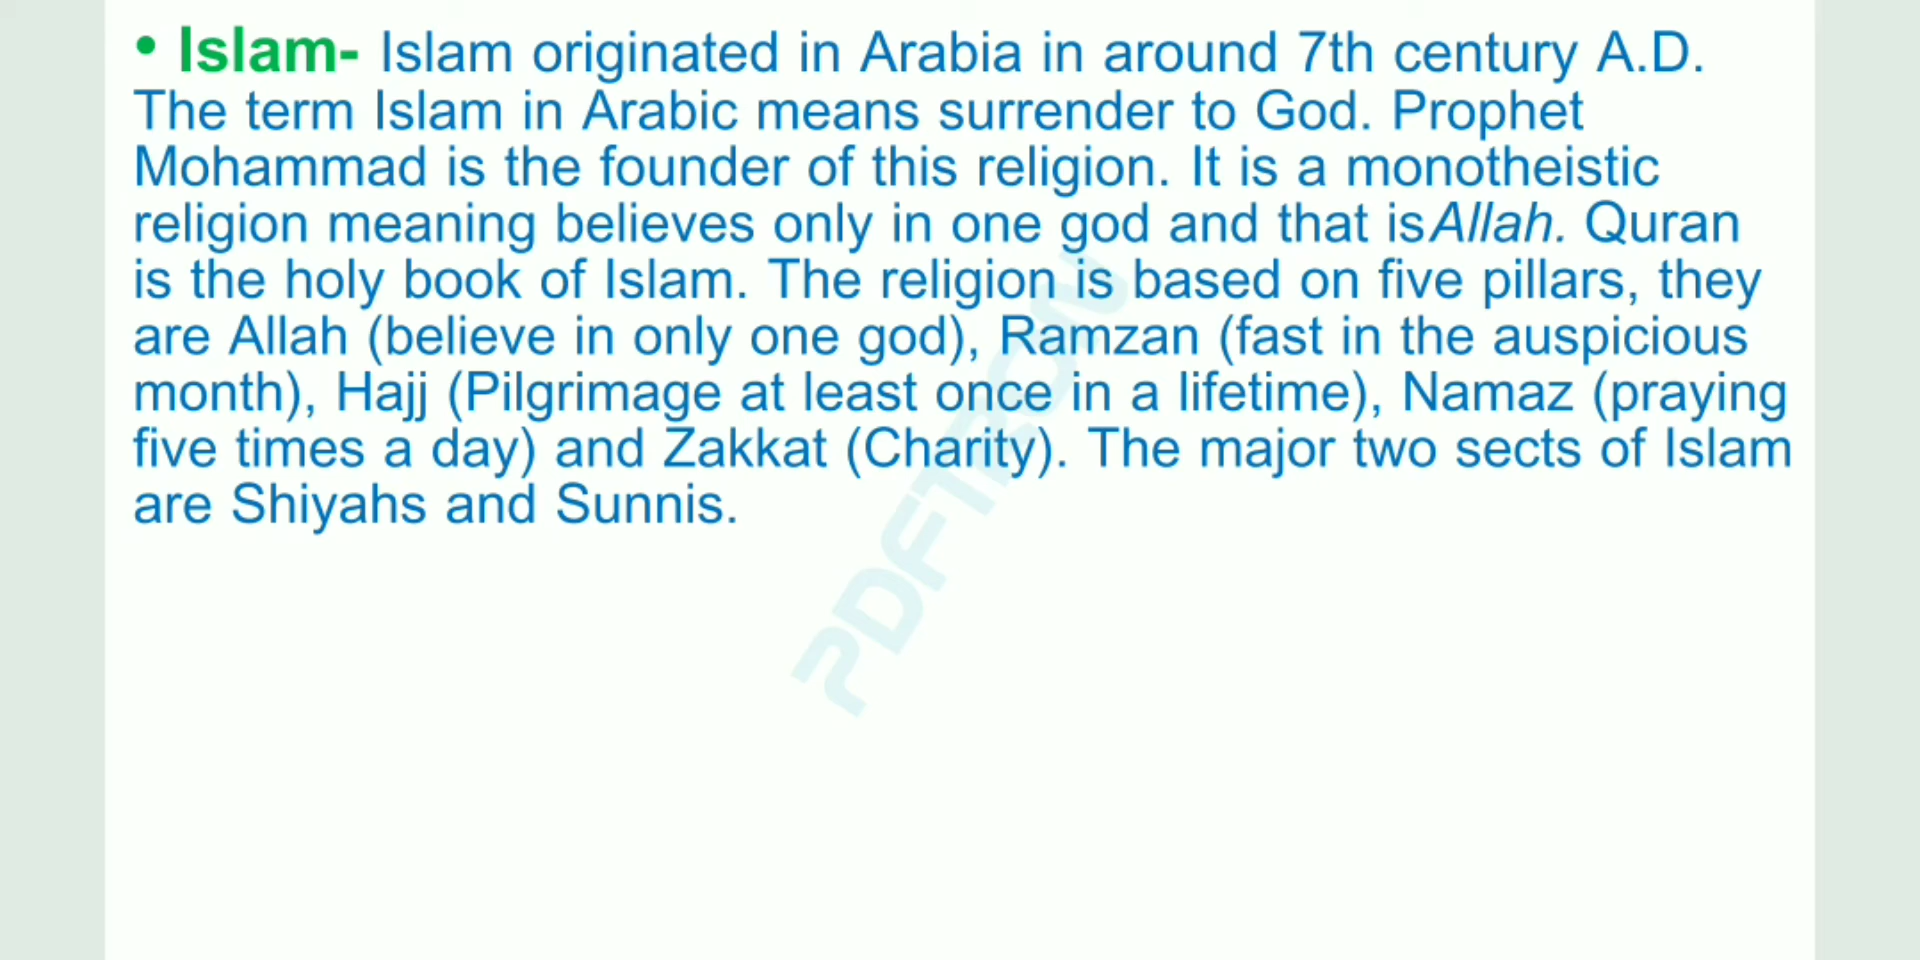 • Islam- Islam originated in Arabia in around 7th century A.D.
The term Islam in Arabic means surrender to God. Prophet
Mohammad is the founder of this religion. It is a monotheistic
religion meaning believes only in one god and that isAllah. Quran
is the holy book of Islam. The religion is based on five pillars, they
are Allah (believe in only one god), Ramzan (fast in the auspicious
month), Hajj (Pilgrimage at least once in a lifetime), Namaz (praying
five times a day) and Zakkat (Charity). The major two sects of Islam
are Shiyahs and Sunnis.
PDFTRON